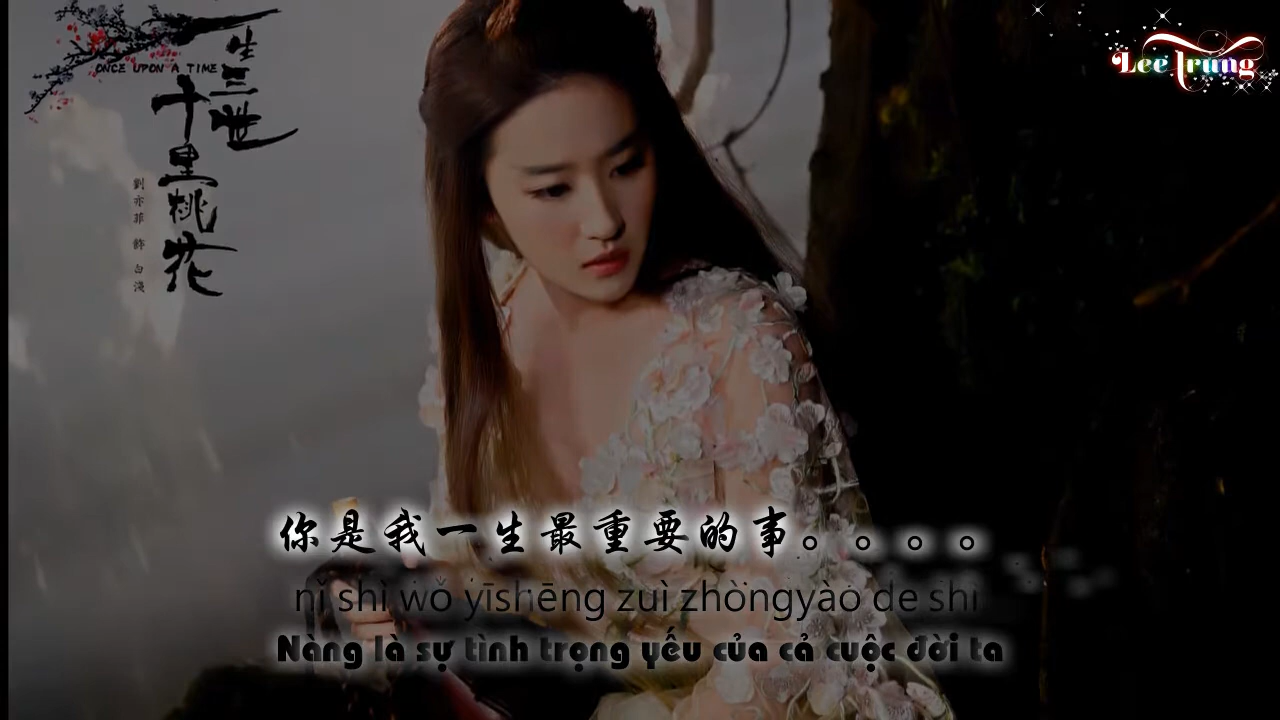 ONCE UPON A TIME
三生三世
十里桃花
劉亦菲 飾 白淺
Lee Trung
你是我一生最重要的事。。。。
nǐ shì wǒ yīshēng zuì zhòngyào de shì
Nàng là sự tình trọng yếu của cả cuộc đời ta